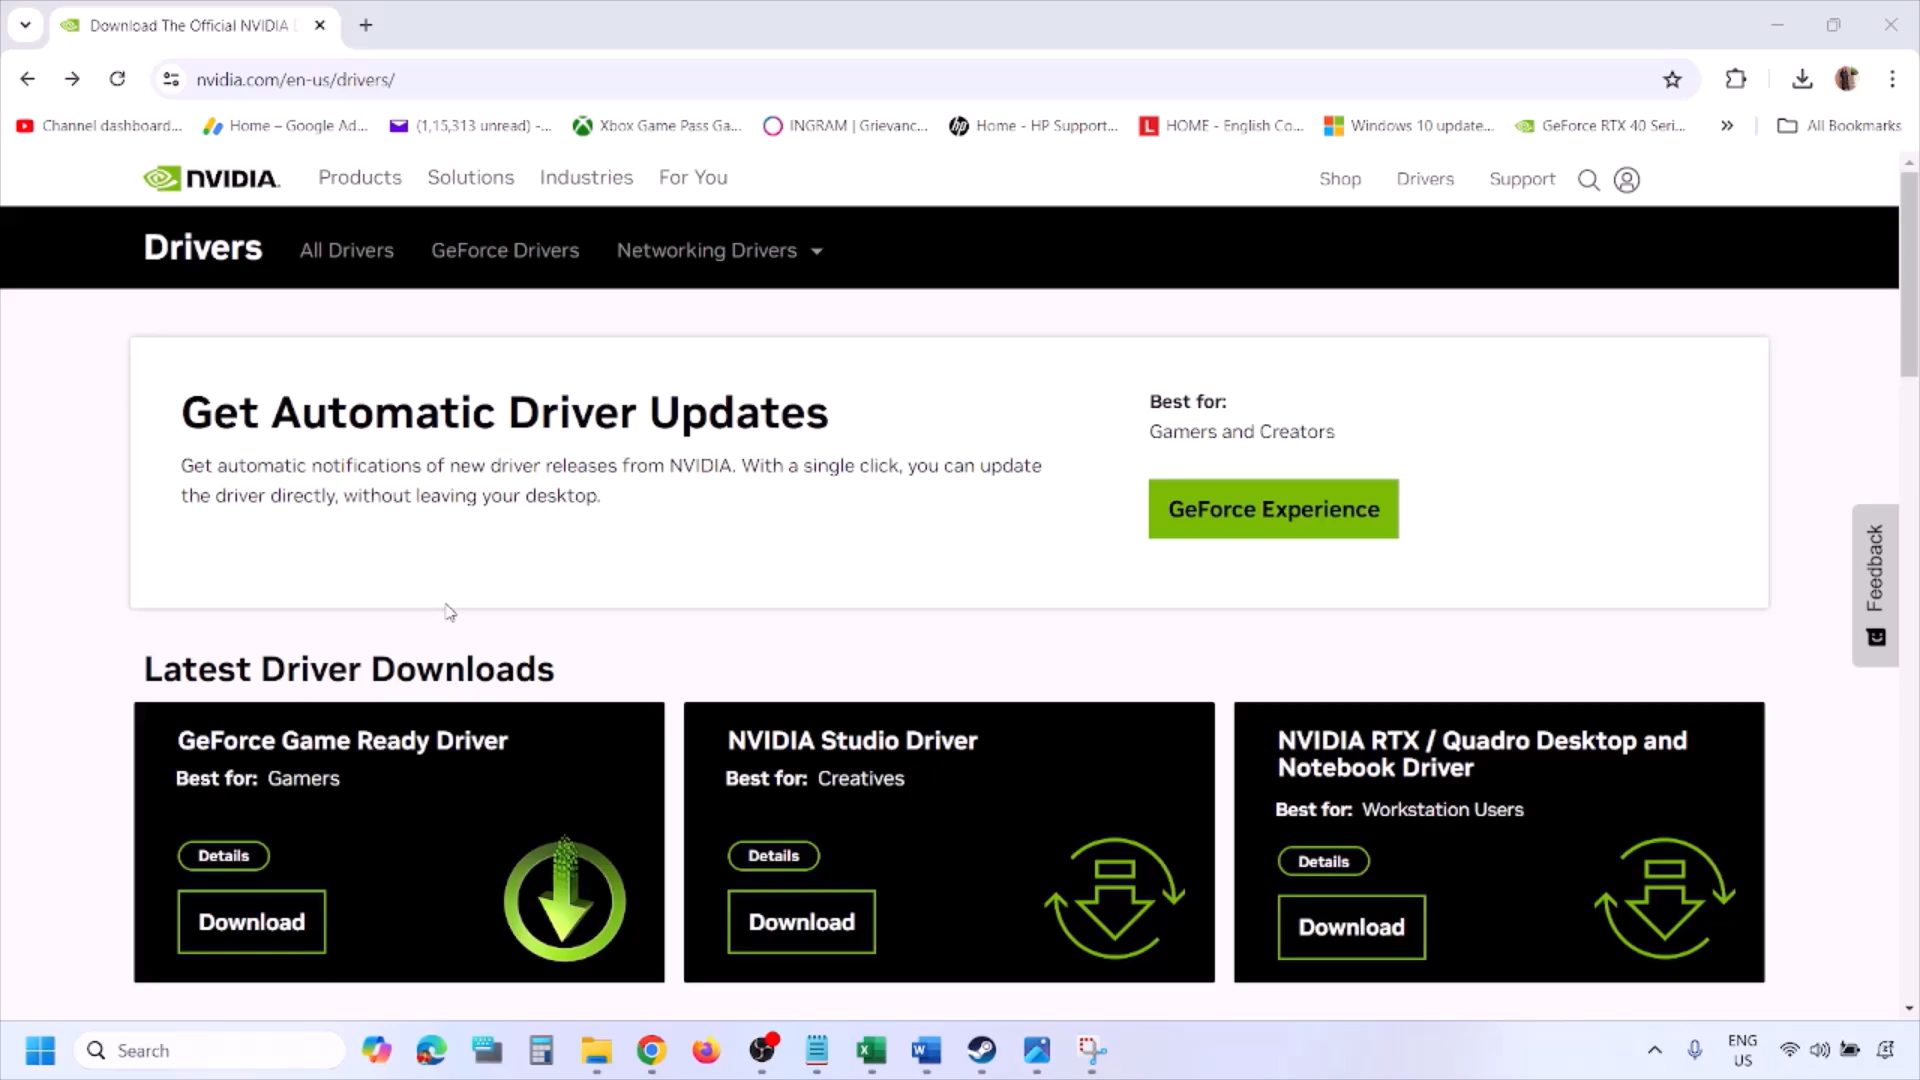 Download The Official NVIDIA
nvidia.com/en-us/drivers/
Channel dashboard...
Home – Google Ad...
(1,15,313 unread) -...
Xbox Game Pass Ga...
INGRAM | Grievanc...
Home - HP Support...
HOME - English Co...
Windows 10 update...
GeForce RTX 40 Seri...
All Bookmarks
NVIDIA.
Products
Solutions
Industries
For You
Shop
Drivers
Support
Drivers
All Drivers
GeForce Drivers
Networking Drivers
Get Automatic Driver Updates
Get automatic notifications of new driver releases from NVIDIA. With a single click, you can update
the driver directly, without leaving your desktop.
Best for:
Gamers and Creators
GeForce Experience
Feedback
Latest Driver Downloads
GeForce Game Ready Driver
Best for: Gamers
Details
Download
NVIDIA Studio Driver
Best for: Creatives
Details
Download
NVIDIA RTX / Quadro Desktop and
Notebook Driver
Best for: Workstation Users
Details
Download
Search
ENG
US